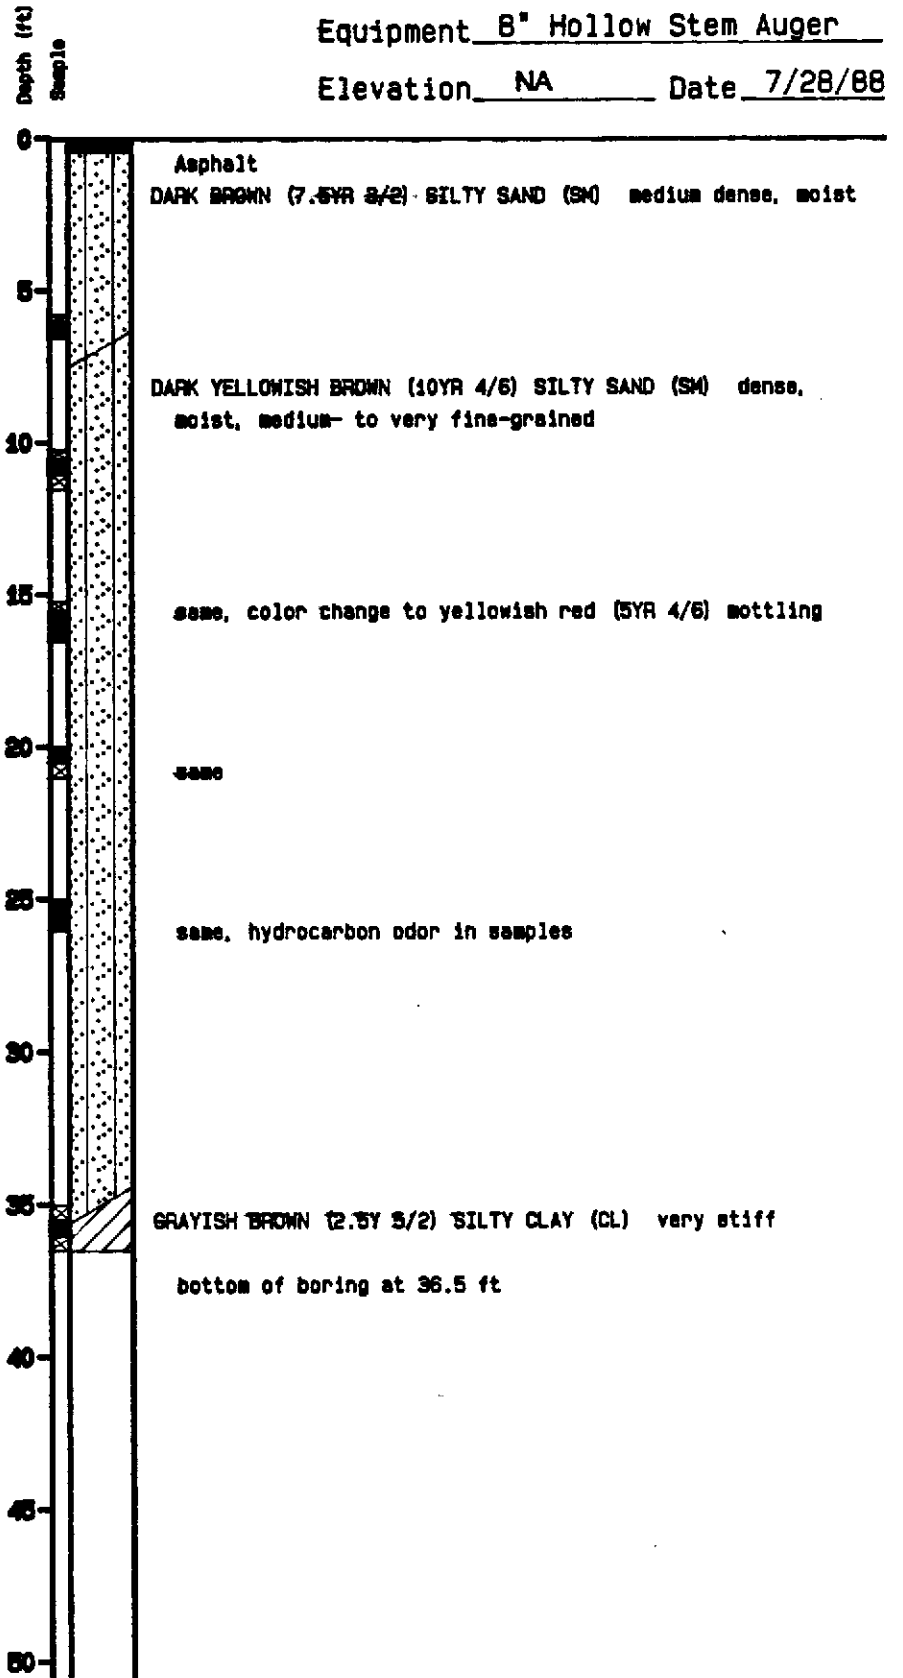 Depth (ft)
Sample
Equipment 8" Hollow Stem Auger
Elevation NA Date 7/28/88
0
Asphalt
DARK BROWN (7.5YR 3/2) SILTY SAND (SM) medium dense, moist
5
DARK YELLOWISH BROWN (10YR 4/6) SILTY SAND (SM) dense,
moist, medium- to very fine-grained
10
15
same, color change to yellowish red (5YR 4/6) mottling
20
same
25
same, hydrocarbon odor in samples
30
35
GRAYISH BROWN (2.5Y 5/2) SILTY CLAY (CL) very stiff
bottom of boring at 36.5 ft
40
45
50